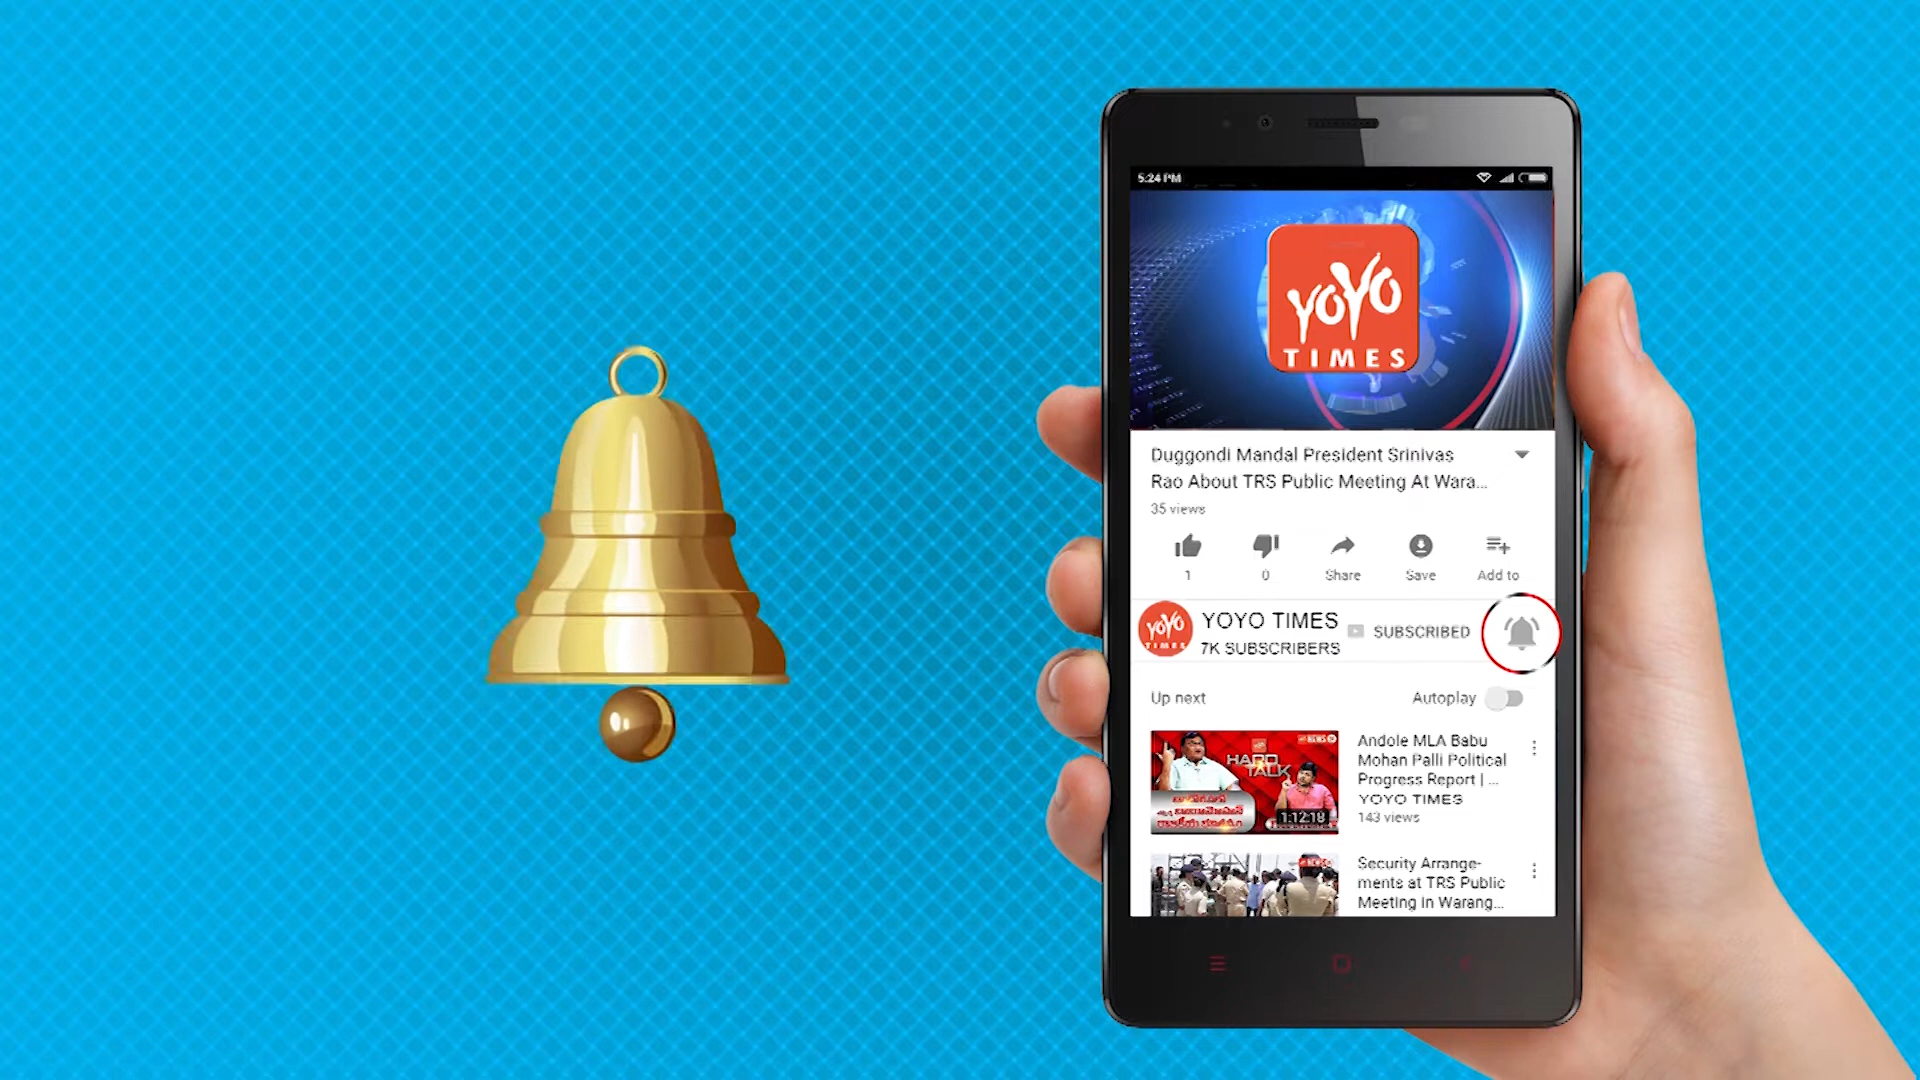 5:24 PM
YOYO
TIMES
Duggondi Mandal President Srinivas
Rao About TRS Public Meeting At Wara...
35 views
1
0
Share
Save
Add to
YOYO
TIMES
YOYO TIMES
7K SUBSCRIBERS
SUBSCRIBED
Up next
Autoplay
HARD
TALK
1:12:18
Andole MLA Babu
Mohan Palli Political
Progress Report | ...
YOYO TIMES
143 views
Security Arrange-
ments at TRS Public
Meeting in Warang...